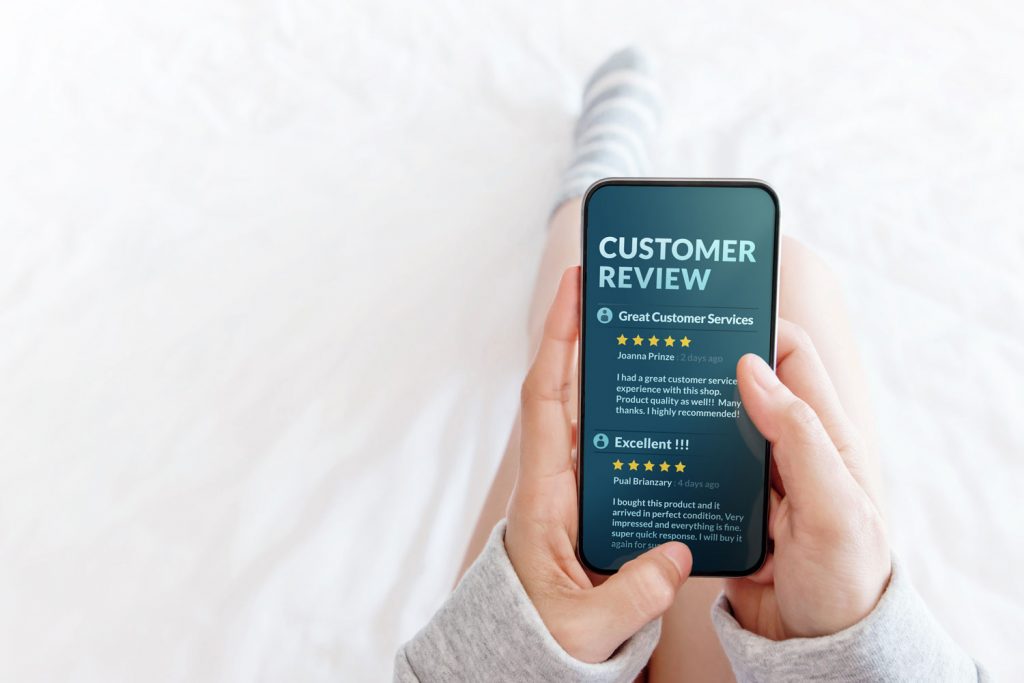 CUSTOMER
REVIEW
Great Customer Services
Joanna Prinze : 2 days ago
I had a great customer service
experience with this shop.
Product quality as well!! Many
thanks. I highly recommended!
Excellent !!!
Pual Brianzary : 4 days ago
I bought this product and it
arrived in perfect condition, Very
impressed and everything is fine.
super quick response. I will buy it
again for